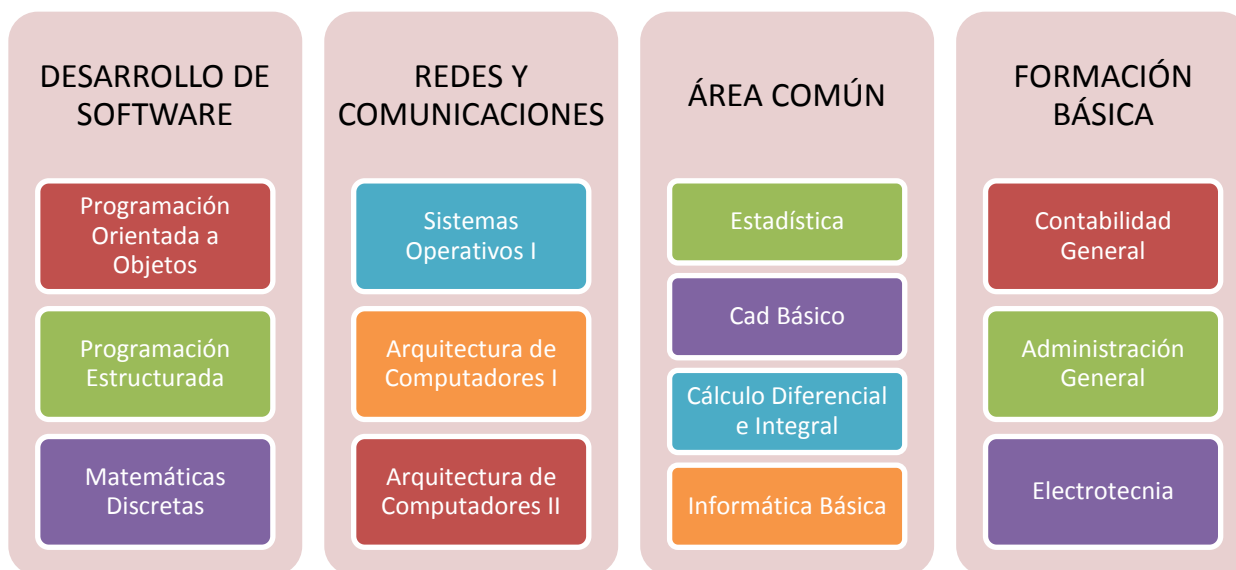 DESARROLLO DE
SOFTWARE
Programación
Orientada a
Objetos
Programación
Estructurada
Matemáticas
Discretas
REDES Y
COMUNICACIONES
Sistemas
Operativos I
Arquitectura de
Computadores I
Arquitectura de
Computadores II
ÁREA COMÚN
Estadística
Cad Básico
Cálculo Diferencial
e Integral
Informática Básica
FORMACIÓN
BÁSICA
Contabilidad
General
Administración
General
Electrotecnia